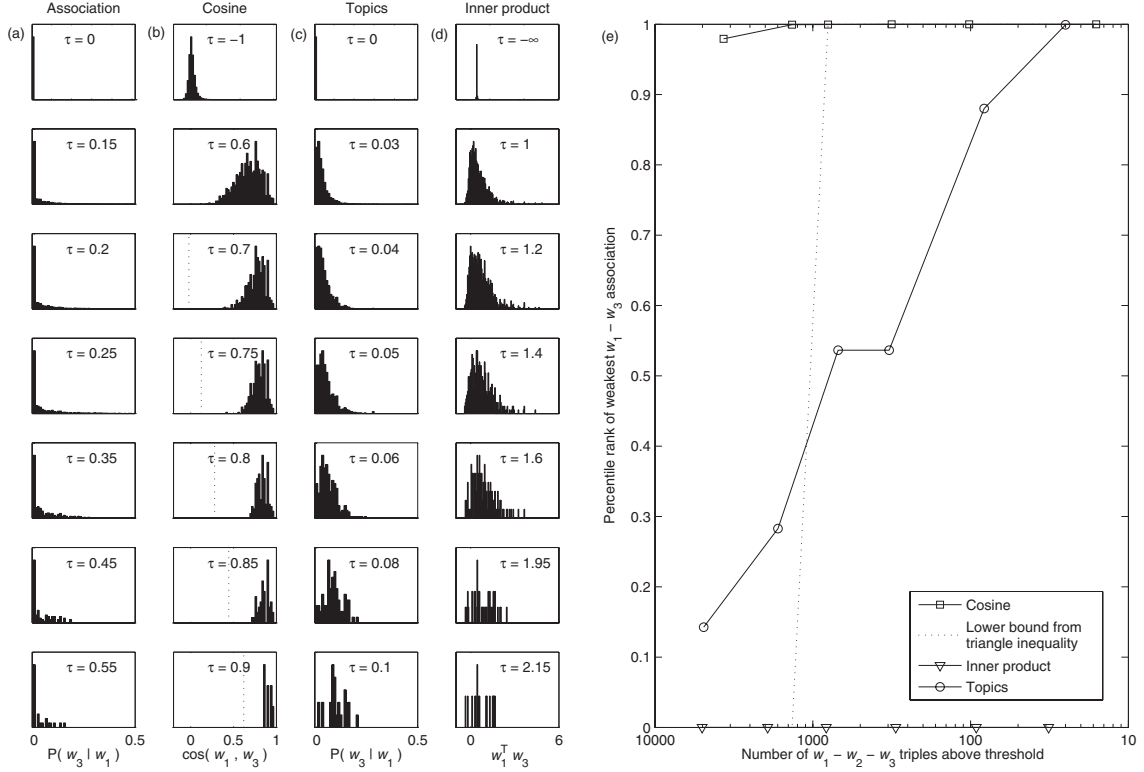 Association Cosine Topics Inner product
(a) (b) (c) (d) (e)
τ = 0 τ = −1 τ = 0 τ = −∞
τ = 0.15 τ = 0.6 τ = 0.03 τ = 1
τ = 0.2 τ = 0.7 τ = 0.04 τ = 1.2
τ = 0.25 τ = 0.75 τ = 0.05 τ = 1.4
τ = 0.35 τ = 0.8 τ = 0.06 τ = 1.6
τ = 0.45 τ = 0.85 τ = 0.08 τ = 1.95
τ = 0.55 τ = 0.9 τ = 0.1 τ = 2.15
0 0.5 0 0.5 1 0 0.5 0 6
P( w₃ | w₁ ) cos( w₁ , w₃ ) P( w₃ | w₁ ) w₁ᵀ w₃
1
0.9
0.8
0.7
0.6
0.5
0.4
0.3
0.2
0.1
0
Percentile rank of weakest w₁ − w₃ association
Cosine
Lower bound from
triangle inequality
Inner product
Topics
10000 1000 100 10
Number of w₁ − w₂ − w₃ triples above threshold